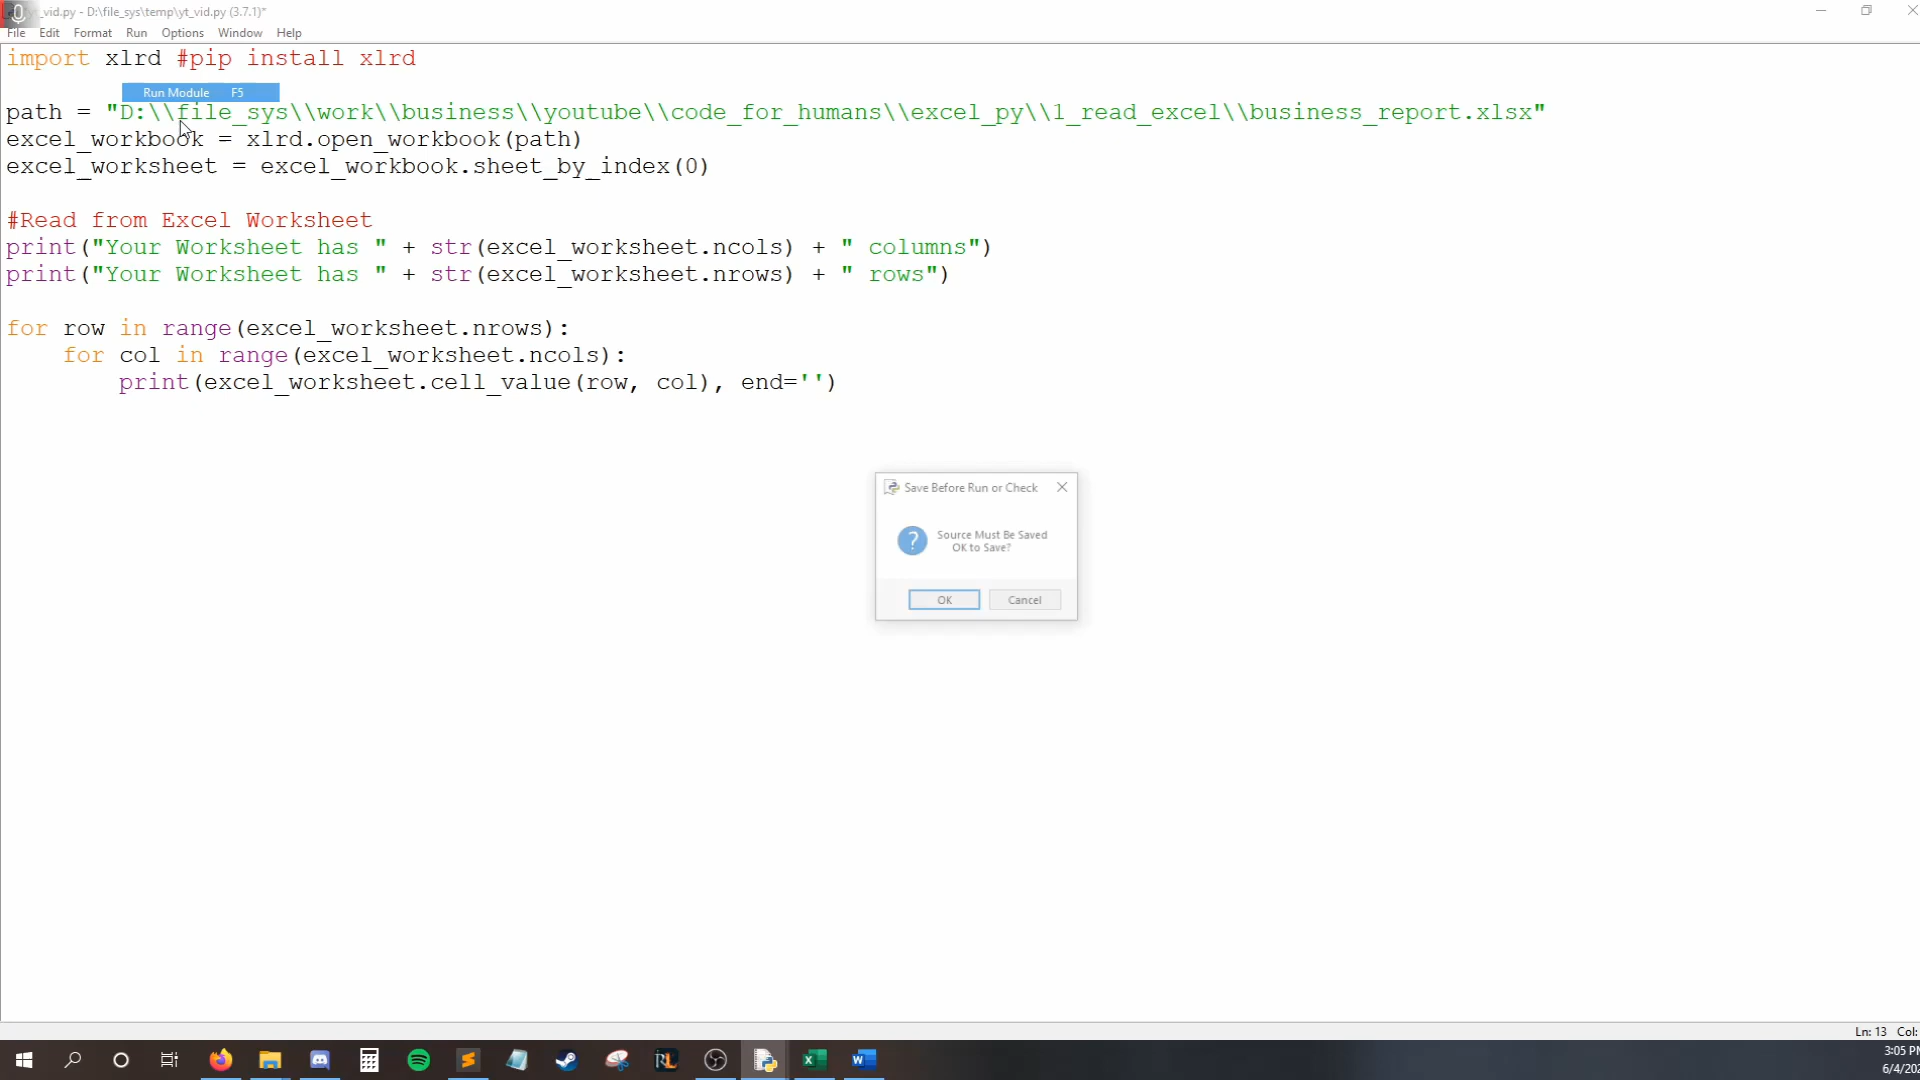 _vid.py - D:\file_sys\temp\yt_vid.py (3.7.1)*
File Edit Format Run Options Window Help
import xlrd #pip install xlrd
Run Module F5
path = "D:\\file_sys\\work\\business\\youtube\\code_for_humans\\excel_py\\1_read_excel\\business_report.xlsx"
excel_workbook = xlrd.open_workbook(path)
excel_worksheet = excel_workbook.sheet_by_index(0)
#Read from Excel Worksheet
print("Your Worksheet has " + str(excel_worksheet.ncols) + " columns")
print("Your Worksheet has " + str(excel_worksheet.nrows) + " rows")
for row in range(excel_worksheet.nrows):
for col in range(excel_worksheet.ncols):
print(excel_worksheet.cell_value(row, col), end='')
Save Before Run or Check
Source Must Be Saved
OK to Save?
OK Cancel
Ln: 13 Col:
3:05 PM
6/4/202